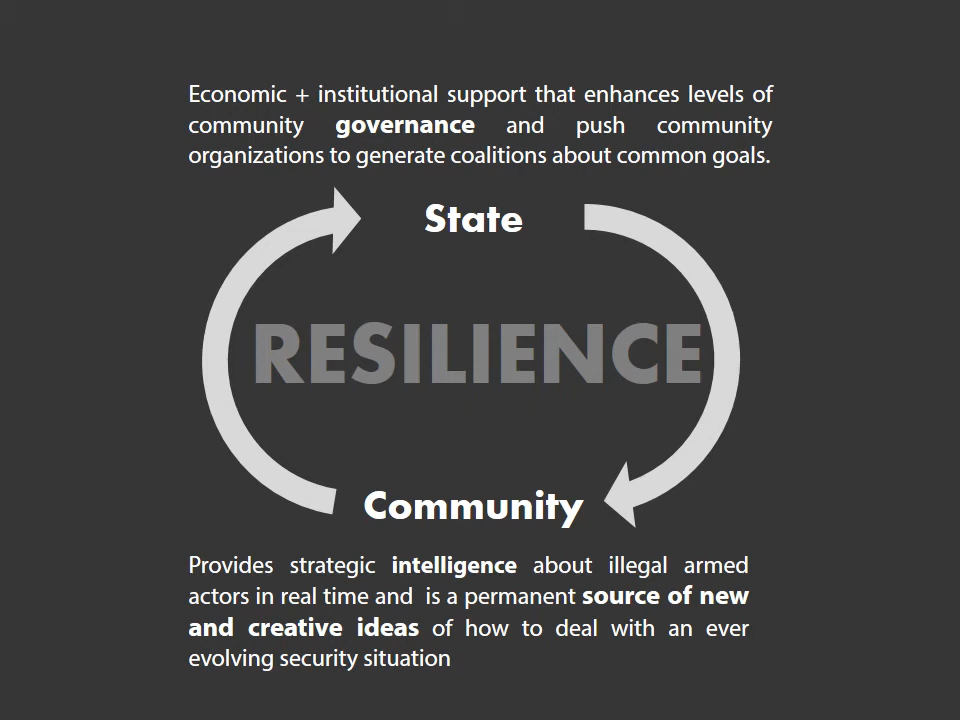 Economic + institutional support that enhances levels of
community governance and push community
organizations to generate coalitions about common goals.
State
RESILIENCE
Community
Provides strategic intelligence about illegal armed
actors in real time and is a permanent source of new
and creative ideas of how to deal with an ever
evolving security situation